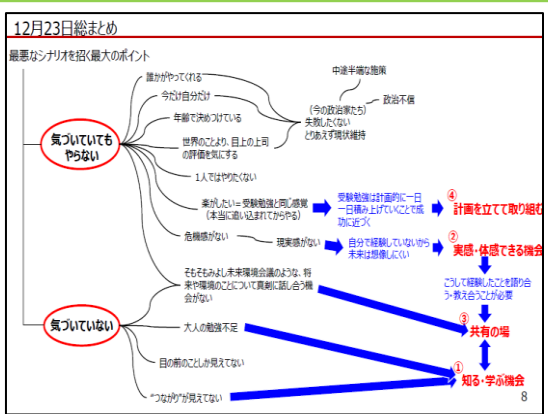 12月23日総まとめ
最悪なシナリオを招く最大のポイント
誰かがやってくれる
今だけ自分だけ
年齢で決めつけている
世界のことより、目上の上司
の評価を気にする
1人ではやりたくない
楽がしたい=受験勉強と同じ感覚
(本当に追い込まれてからやる)
危機感がない
現実感がない
気づいていても
やらない
中途半端な施策
政治不信
(今の政治家たち)
失敗したくない
とりあえず現状維持
受験勉強は計画的に一日
一日積み上げていくことで成
功に近づく
④
計画を立てて取り組む
自分で経験していないから
未来は想像しにくい
②
実感・体感できる機会
こうして経験したことを語り合
う・教え合うことが必要
③
共有の場
①
知る・学ぶ機会
そもそもみよし未来環境会議のような、将
来や環境のことについて真剣に話し合う機
会がない
気づいていない
大人の勉強不足
目の前のことしか見えてない
"つながり"が見えてない
8